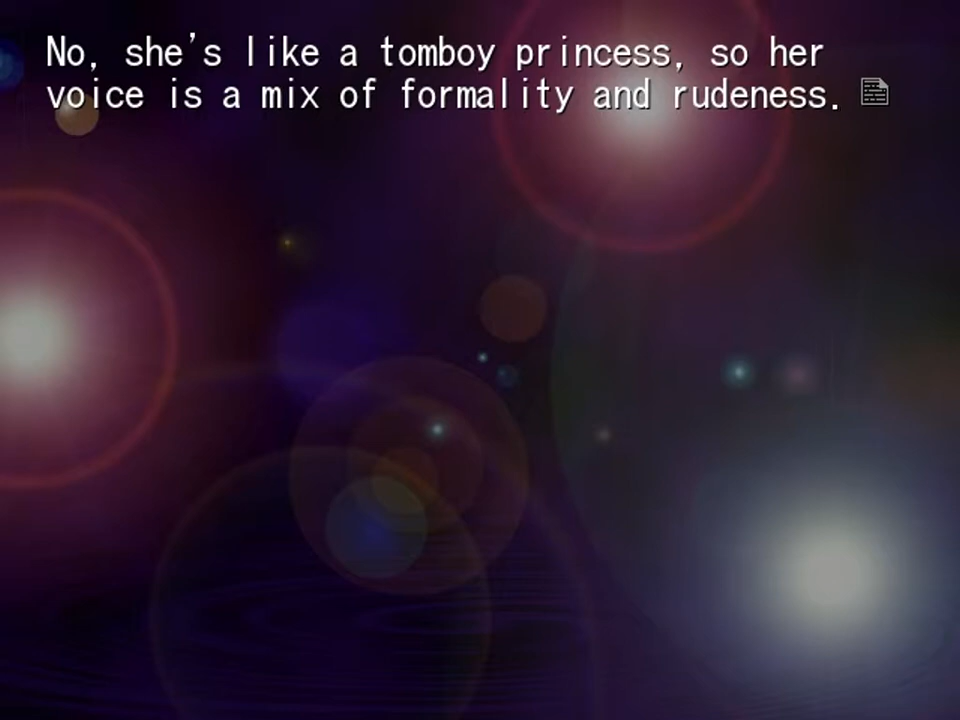 No, she's like a tomboy princess, so her
voice is a mix of formality and rudeness.